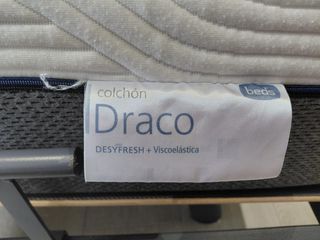 colchón
beds
Draco
DESYFRESH + Viscoelástica